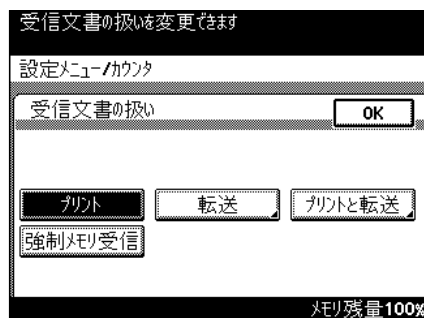 受信文書の扱いを変更できます
設定メニュー/カウンタ
受信文書の扱い
OK
プリント 転送 プリントと転送
強制メモリ受信
メモリ残量100%